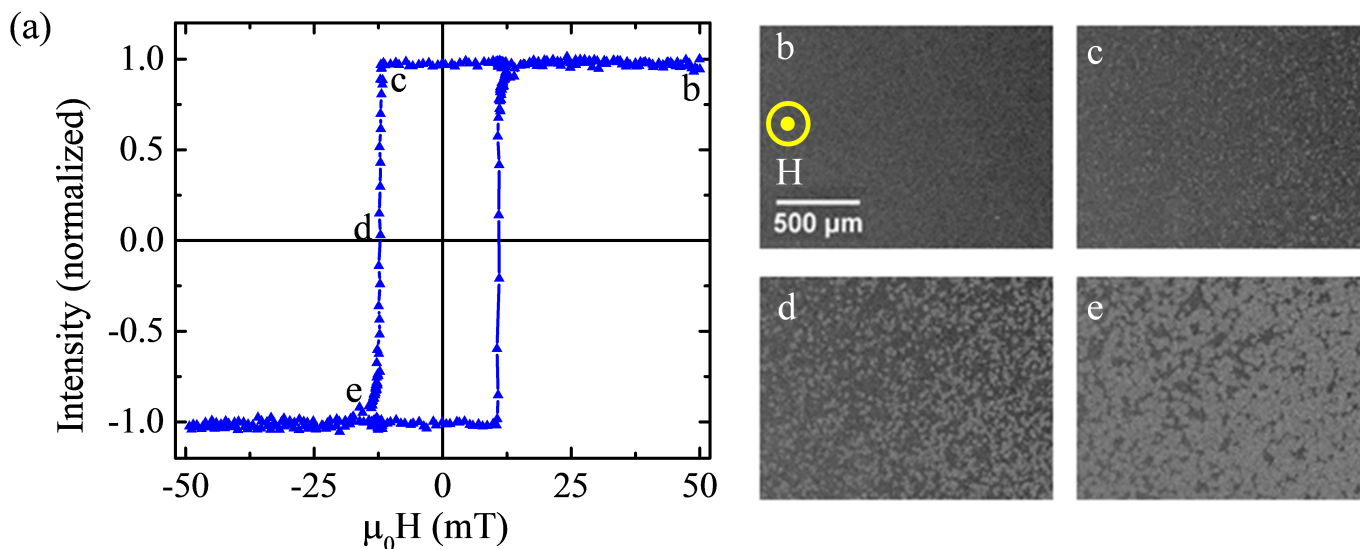 (a)
Intensity (normalized)
1.0
0.5
0.0
-0.5
-1.0
c
b
d
e
-50 -25 0 25 50
μ₀H (mT)
b
H
500 μm
c
d
e